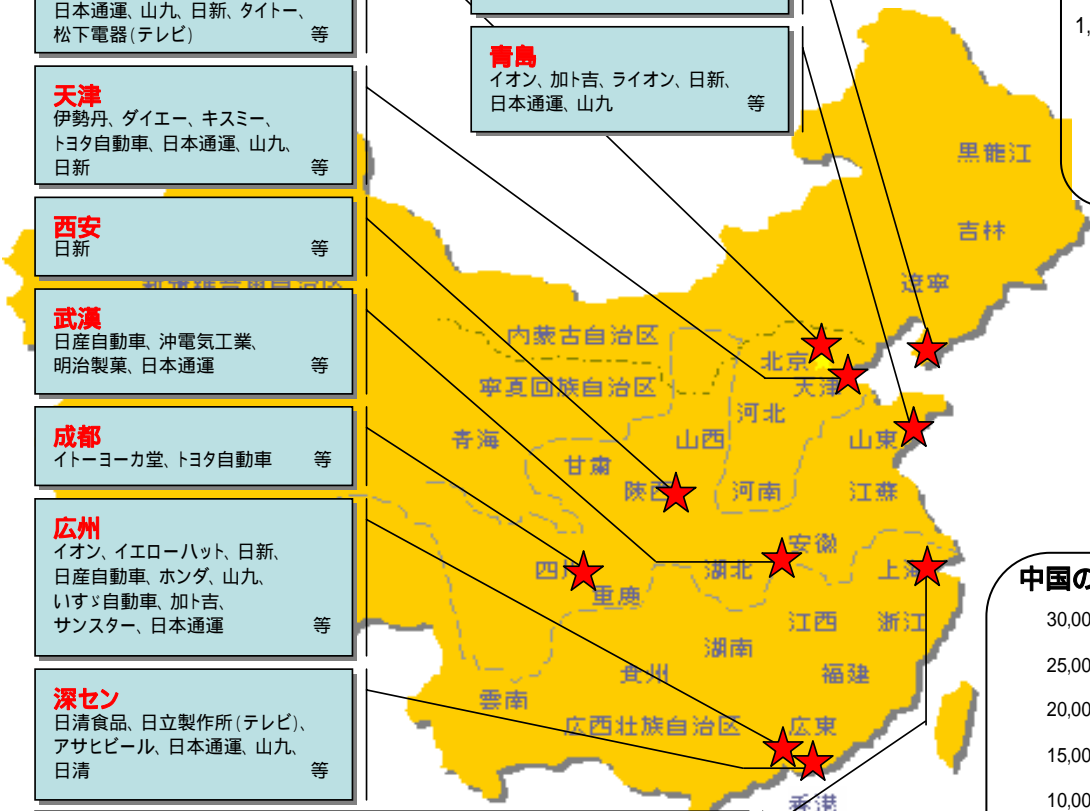 日本通運、山九、日新、タイトー、
松下電器(テレビ) 等
天津
伊勢丹、ダイエー、キスミー、
トヨタ自動車、日本通運、山九、
日新 等
西安
日新 等
武漢
日産自動車、沖電気工業、
明治製菓、日本通運 等
成都
イトーヨーカ堂、トヨタ自動車 等
広州
イオン、イエローハット、日新、
日産自動車、ホンダ、山九、
いすゞ自動車、加ト吉、
サンスター、日本通運 等
深セン
日清食品、日立製作所(テレビ)、
アサヒビール、日本通運、山九、
日清 等
青島
イオン、加ト吉、ライオン、日新、
日本通運、山九 等
黒龍江
吉林
遼寧
内蒙古自治区
北京
寧夏回族自治区
天津
河北
青海
山西
山東
甘粛
陝西
河南
江蘇
安徽
四川
湖北
上海
重慶
江西
浙江
湖南
貴州
福建
雲南
広西壮族自治区
広東
香港
1,
中国の
30,00
25,00
20,00
15,00
10,00